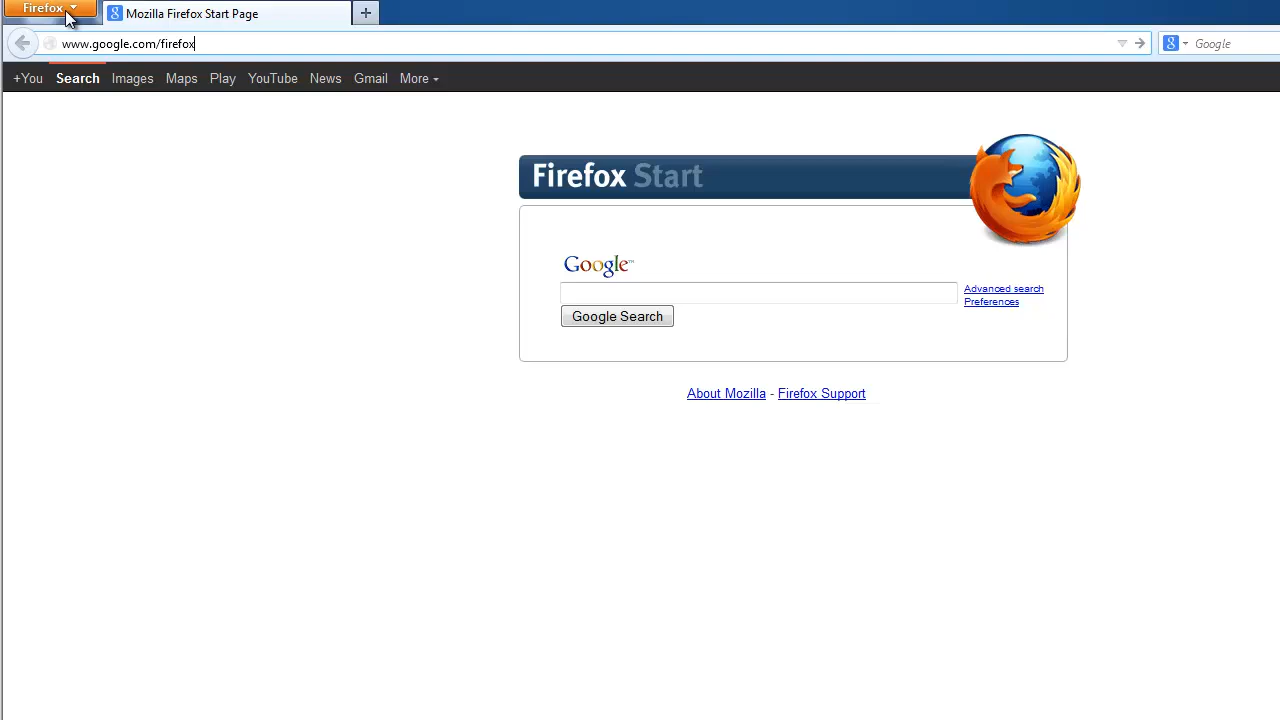 Firefox
Mozilla Firefox Start Page
www.google.com/firefox
Google
+You Search Images Maps Play YouTube News Gmail More
Firefox Start
Google™
Advanced search
Preferences
Google Search
About Mozilla - Firefox Support